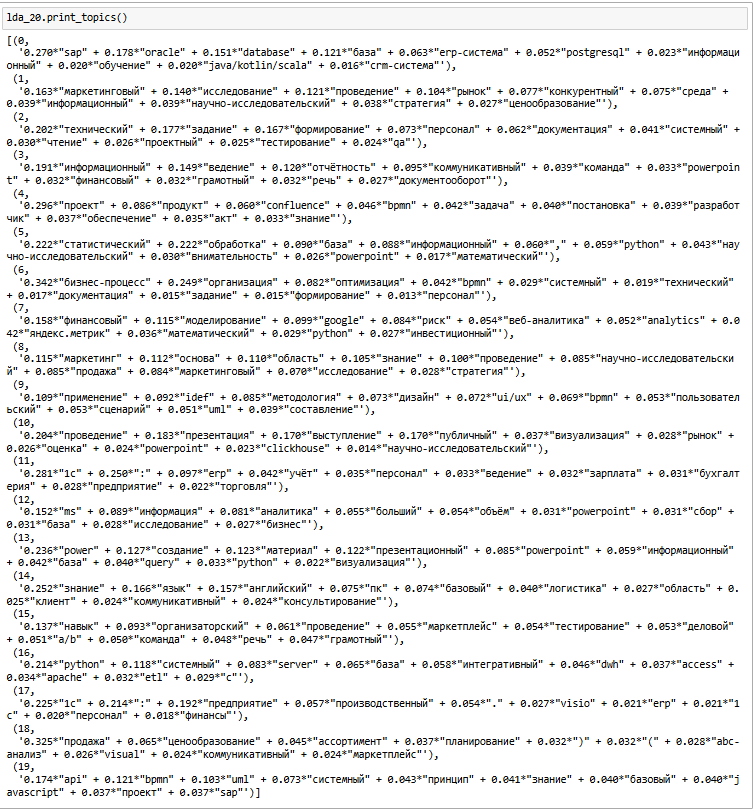 lda_20.print_topics()
[(0,
'0.270*"sap" + 0.178*"oracle" + 0.151*"database" + 0.121*"база" + 0.063*"erp-система" + 0.052*"postgresql" + 0.023*"информаци
онный" + 0.020*"обучение" + 0.020*"java/kotlin/scala" + 0.016*"crm-система"'),
(1,
'0.163*"маркетинговый" + 0.140*"исследование" + 0.121*"проведение" + 0.104*"рынок" + 0.077*"конкурентный" + 0.075*"среда" +
0.039*"информационный" + 0.039*"научно-исследовательский" + 0.038*"стратегия" + 0.027*"ценообразование"'),
(2,
'0.202*"технический" + 0.177*"задание" + 0.167*"формирование" + 0.073*"персонал" + 0.062*"документация" + 0.041*"системный" +
0.030*"чтение" + 0.026*"проектный" + 0.025*"тестирование" + 0.024*"qa"'),
(3,
'0.191*"информационный" + 0.149*"ведение" + 0.120*"отчётность" + 0.095*"коммуникативный" + 0.039*"команда" + 0.033*"powerpoin
t" + 0.032*"финансовый" + 0.032*"грамотный" + 0.032*"речь" + 0.027*"документооборот"'),
(4,
'0.296*"проект" + 0.086*"продукт" + 0.060*"confluence" + 0.046*"bpmn" + 0.042*"задача" + 0.040*"постановка" + 0.039*"разработ
чик" + 0.037*"обеспечение" + 0.035*"акт" + 0.033*"знание"'),
(5,
'0.222*"статистический" + 0.222*"обработка" + 0.090*"база" + 0.088*"информационный" + 0.060*"," + 0.059*"python" + 0.043*"нау
чно-исследовательский" + 0.030*"внимательность" + 0.026*"powerpoint" + 0.017*"математический"'),
(6,
'0.342*"бизнес-процесс" + 0.249*"организация" + 0.082*"оптимизация" + 0.042*"bpmn" + 0.029*"системный" + 0.019*"технический"
+ 0.017*"документация" + 0.015*"задание" + 0.015*"формирование" + 0.013*"персонал"'),
(7,
'0.158*"финансовый" + 0.115*"моделирование" + 0.099*"google" + 0.084*"риск" + 0.054*"веб-аналитика" + 0.052*"analytics" + 0.0
42*"яндекс.метрик" + 0.036*"математический" + 0.029*"python" + 0.027*"инвестиционный"'),
(8,
'0.115*"маркетинг" + 0.112*"основа" + 0.110*"область" + 0.105*"знание" + 0.100*"проведение" + 0.085*"научно-исследовательски
й" + 0.085*"продажа" + 0.084*"маркетинговый" + 0.070*"исследование" + 0.028*"стратегия"'),
(9,
'0.109*"применение" + 0.092*"idef" + 0.085*"методология" + 0.073*"дизайн" + 0.072*"ui/ux" + 0.069*"bpmn" + 0.053*"пользовател
ьский" + 0.053*"сценарий" + 0.051*"uml" + 0.039*"составление"'),
(10,
'0.204*"проведение" + 0.183*"презентация" + 0.170*"выступление" + 0.170*"публичный" + 0.037*"визуализация" + 0.028*"рынок" +
0.026*"оценка" + 0.024*"powerpoint" + 0.023*"clickhouse" + 0.014*"научно-исследовательский"'),
(11,
'0.281*"1c" + 0.250*":" + 0.097*"erp" + 0.042*"учёт" + 0.035*"персонал" + 0.033*"ведение" + 0.032*"зарплата" + 0.031*"бухгалт
ерия" + 0.028*"предприятие" + 0.022*"торговля"'),
(12,
'0.152*"ms" + 0.089*"информация" + 0.081*"аналитика" + 0.055*"больший" + 0.054*"объём" + 0.031*"powerpoint" + 0.031*"сбор" +
0.031*"база" + 0.028*"исследование" + 0.027*"бизнес"'),
(13,
'0.236*"power" + 0.127*"создание" + 0.123*"материал" + 0.122*"презентационный" + 0.085*"powerpoint" + 0.059*"информационный"
+ 0.042*"база" + 0.040*"query" + 0.033*"python" + 0.022*"визуализация"'),
(14,
'0.252*"знание" + 0.166*"язык" + 0.157*"английский" + 0.075*"пк" + 0.074*"базовый" + 0.040*"логистика" + 0.027*"область" + 0.
025*"клиент" + 0.024*"коммуникативный" + 0.024*"консультирование"'),
(15,
'0.137*"навык" + 0.093*"организаторский" + 0.061*"проведение" + 0.055*"маркетплейс" + 0.054*"тестирование" + 0.053*"деловой"
+ 0.051*"a/b" + 0.050*"команда" + 0.048*"речь" + 0.047*"грамотный"'),
(16,
'0.214*"python" + 0.118*"системный" + 0.083*"server" + 0.065*"база" + 0.058*"интегративный" + 0.046*"dwh" + 0.037*"access" +
0.034*"apache" + 0.032*"etl" + 0.029*"c"'),
(17,
'0.225*"1c" + 0.214*":" + 0.192*"предприятие" + 0.057*"производственный" + 0.054*"." + 0.027*"visio" + 0.021*"erp" + 0.021*"1
c" + 0.020*"персонал" + 0.018*"финансы"'),
(18,
'0.325*"продажа" + 0.065*"ценообразование" + 0.045*"ассортимент" + 0.037*"планирование" + 0.032*")" + 0.032*"(" + 0.028*"abc-
анализ" + 0.026*"visual" + 0.024*"коммуникативный" + 0.024*"маркетплейс"'),
(19,
'0.174*"api" + 0.121*"bpmn" + 0.103*"uml" + 0.073*"системный" + 0.043*"принцип" + 0.041*"знание" + 0.040*"базовый" + 0.040*"j
avascript" + 0.037*"проект" + 0.037*"sap"')]